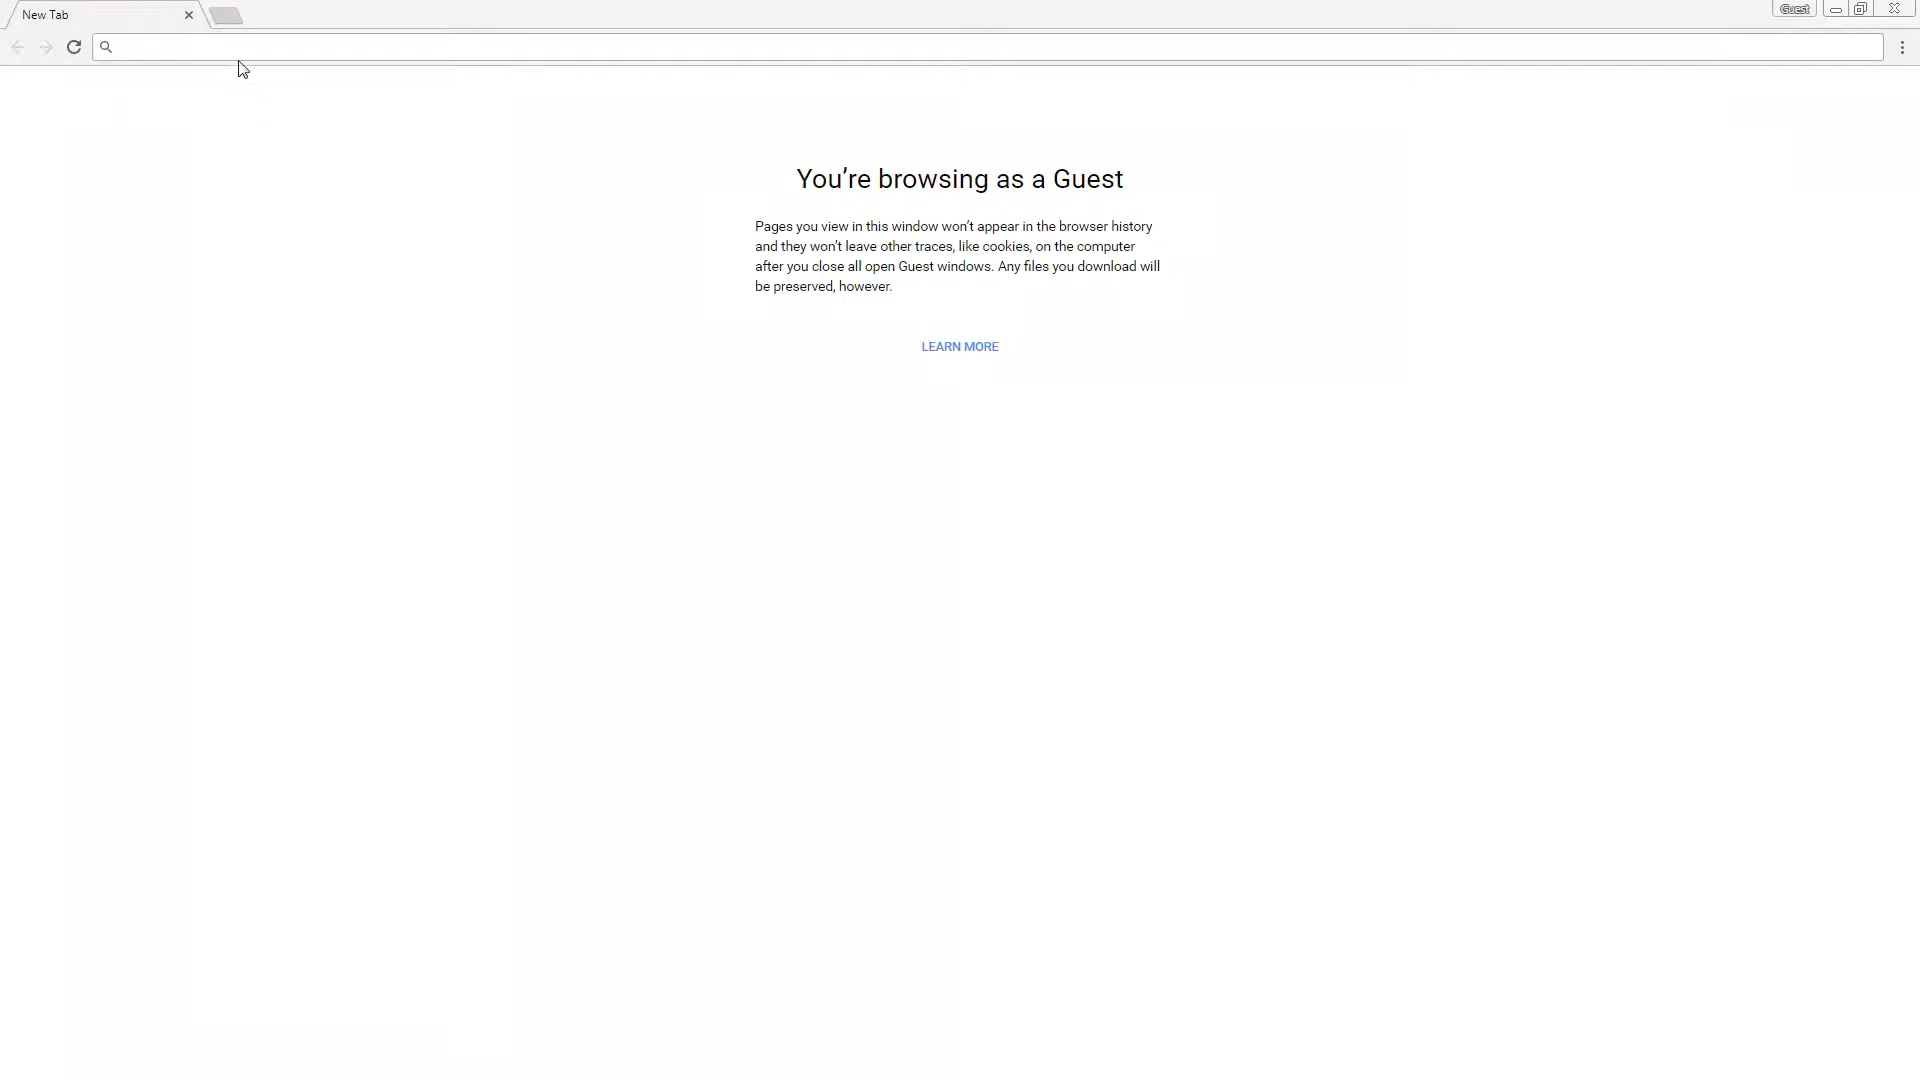 New Tab
Guest
You’re browsing as a Guest
Pages you view in this window won’t appear in the browser history
and they won’t leave other traces, like cookies, on the computer
after you close all open Guest windows. Any files you download will
be preserved, however.
LEARN MORE